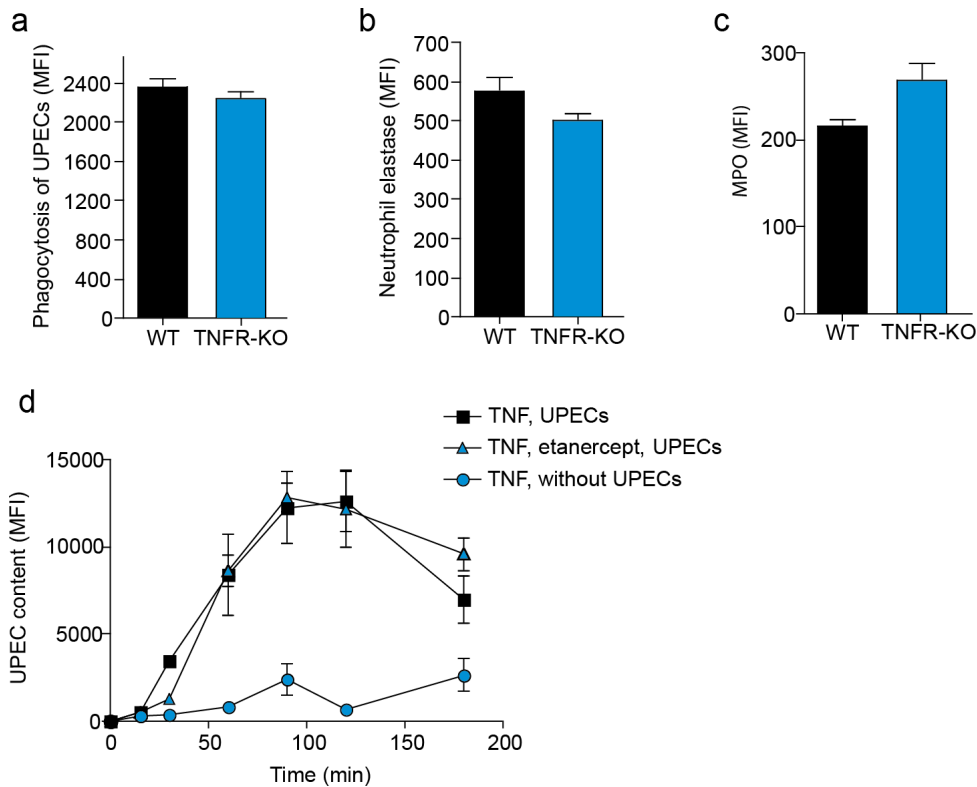 a
Phagocytosis of UPECs (MFI)
2400
2000
1600
1200
800
400
0
WT
TNFR-KO
b
Neutrophil elastase (MFI)
700
600
500
400
300
200
100
0
WT
TNFR-KO
c
MPO (MFI)
300
200
100
0
WT
TNFR-KO
d
TNF, UPECs
TNF, etanercept, UPECs
TNF, without UPECs
UPEC content (MFI)
15000
10000
5000
0
0
50
100
150
200
Time (min)